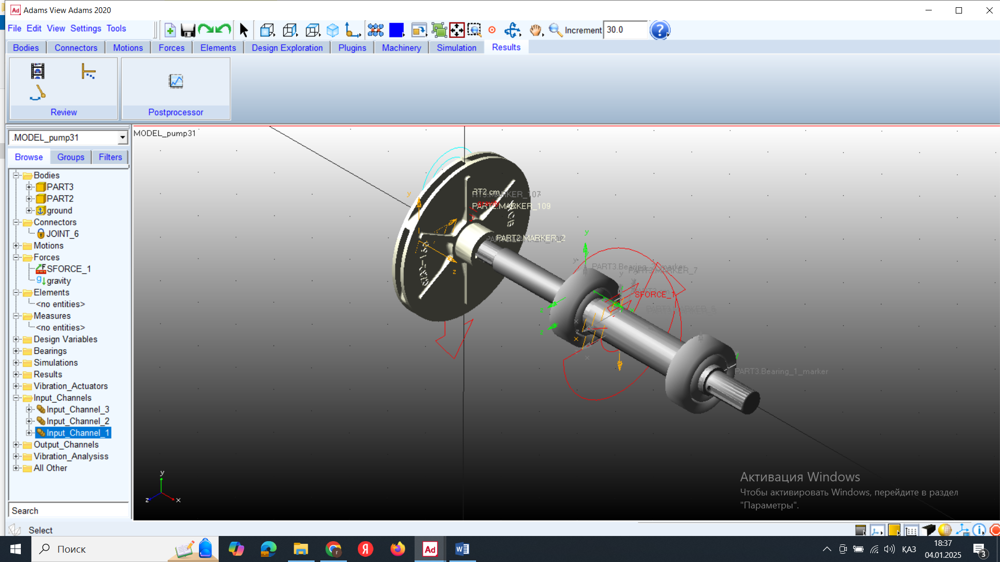 Adams View Adams 2020
File Edit View Settings Tools
Increment 30.0
Bodies Connectors Motions Forces Elements Design Exploration Plugins Machinery Simulation Results
Review Postprocessor
.MODEL_pump31
MODEL_pump31
Browse Groups Filters
Bodies
PART3
PART2
ground
Connectors
JOINT_6
Motions
Forces
SFORCE_1
gravity
Elements
<no entities>
Measures
<no entities>
Design Variables
Bearings
Simulations
Results
Vibration_Actuators
Input_Channels
Input_Channel_3
Input_Channel_2
Input_Channel_1
Output_Channels
Vibration_Analysiss
All Other
Search
Select
PART2.MARKER_109
PART2.MARKER_2
PART3.MARKER_7
SFORCE_1
PART3.Bearing_1_marker
y
z
y
y
z
z
x
x
y
z x
Активация Windows
Чтобы активировать Windows, перейдите в раздел
"Параметры".
Поиск
Ad
ҚАЗ
18:37
04.01.2025
3